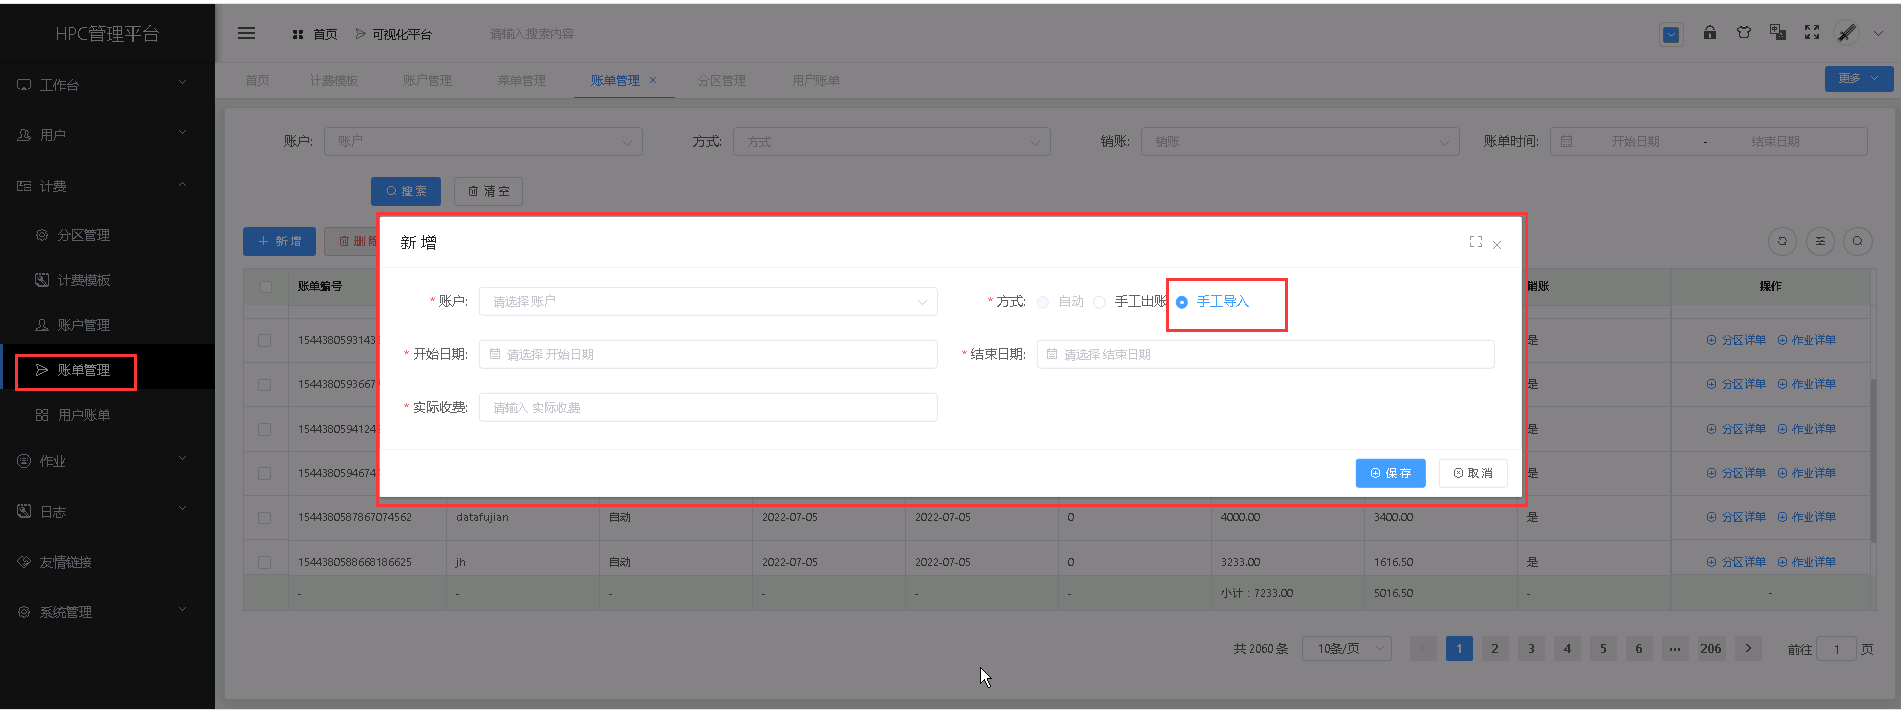 HPC管理平台
首页
可视化平台
请输入搜索内容
工作台
用户
计费
分区管理
计费模板
账户管理
账单管理
用户账单
作业
日志
友情链接
系统管理
首页
计费模板
账户管理
菜单管理
账单管理
分区管理
用户账单
更多
账户:
账户
方式:
方式
销账:
销账
账单时间:
开始日期
-
结束日期
搜索
清空
新增
删
新增
* 账户:
请选择 账户
* 方式:
自动
手工出账
手工导入
* 开始日期:
请选择 开始日期
* 结束日期:
请选择 结束日期
* 实际收费:
请输入 实际收费
保存
取消
账单编号
销账
操作
1544380593143
是
分区详单
作业详单
1544380593667
是
分区详单
作业详单
1544380594124
是
分区详单
作业详单
1544380594674
是
分区详单
作业详单
1544380587867074562
datafujian
自动
2022-07-05
2022-07-05
0
4000.00
3400.00
是
分区详单
作业详单
1544380588668186625
jh
自动
2022-07-05
2022-07-05
0
3233.00
1616.50
是
分区详单
作业详单
-
-
-
-
-
-
小计：7233.00
5016.50
-
-
共 2060 条
10条/页
1
2
3
4
5
6
···
206
前往
1
页